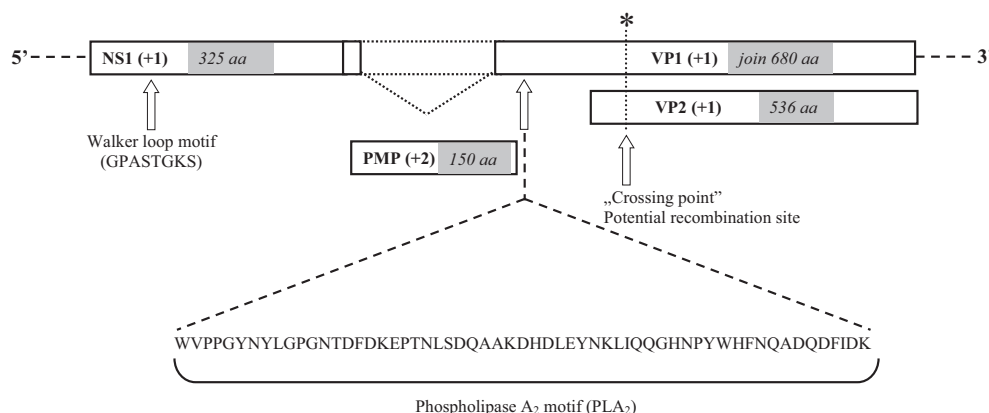 *
5’
NS1 (+1) 325 aa
VP1 (+1) join 680 aa
3
VP2 (+1) 536 aa
Walker loop motif
(GPASTGKS)
PMP (+2) 150 aa
„Crossing point”
Potential recombination site
WVPPGYNYLGPGNTDFDKEPTNLSDQAAKDHDLEYNKLIQQGHNPYWHFNQADQDFIDK
Phospholipase A₂ motif (PLA₂)